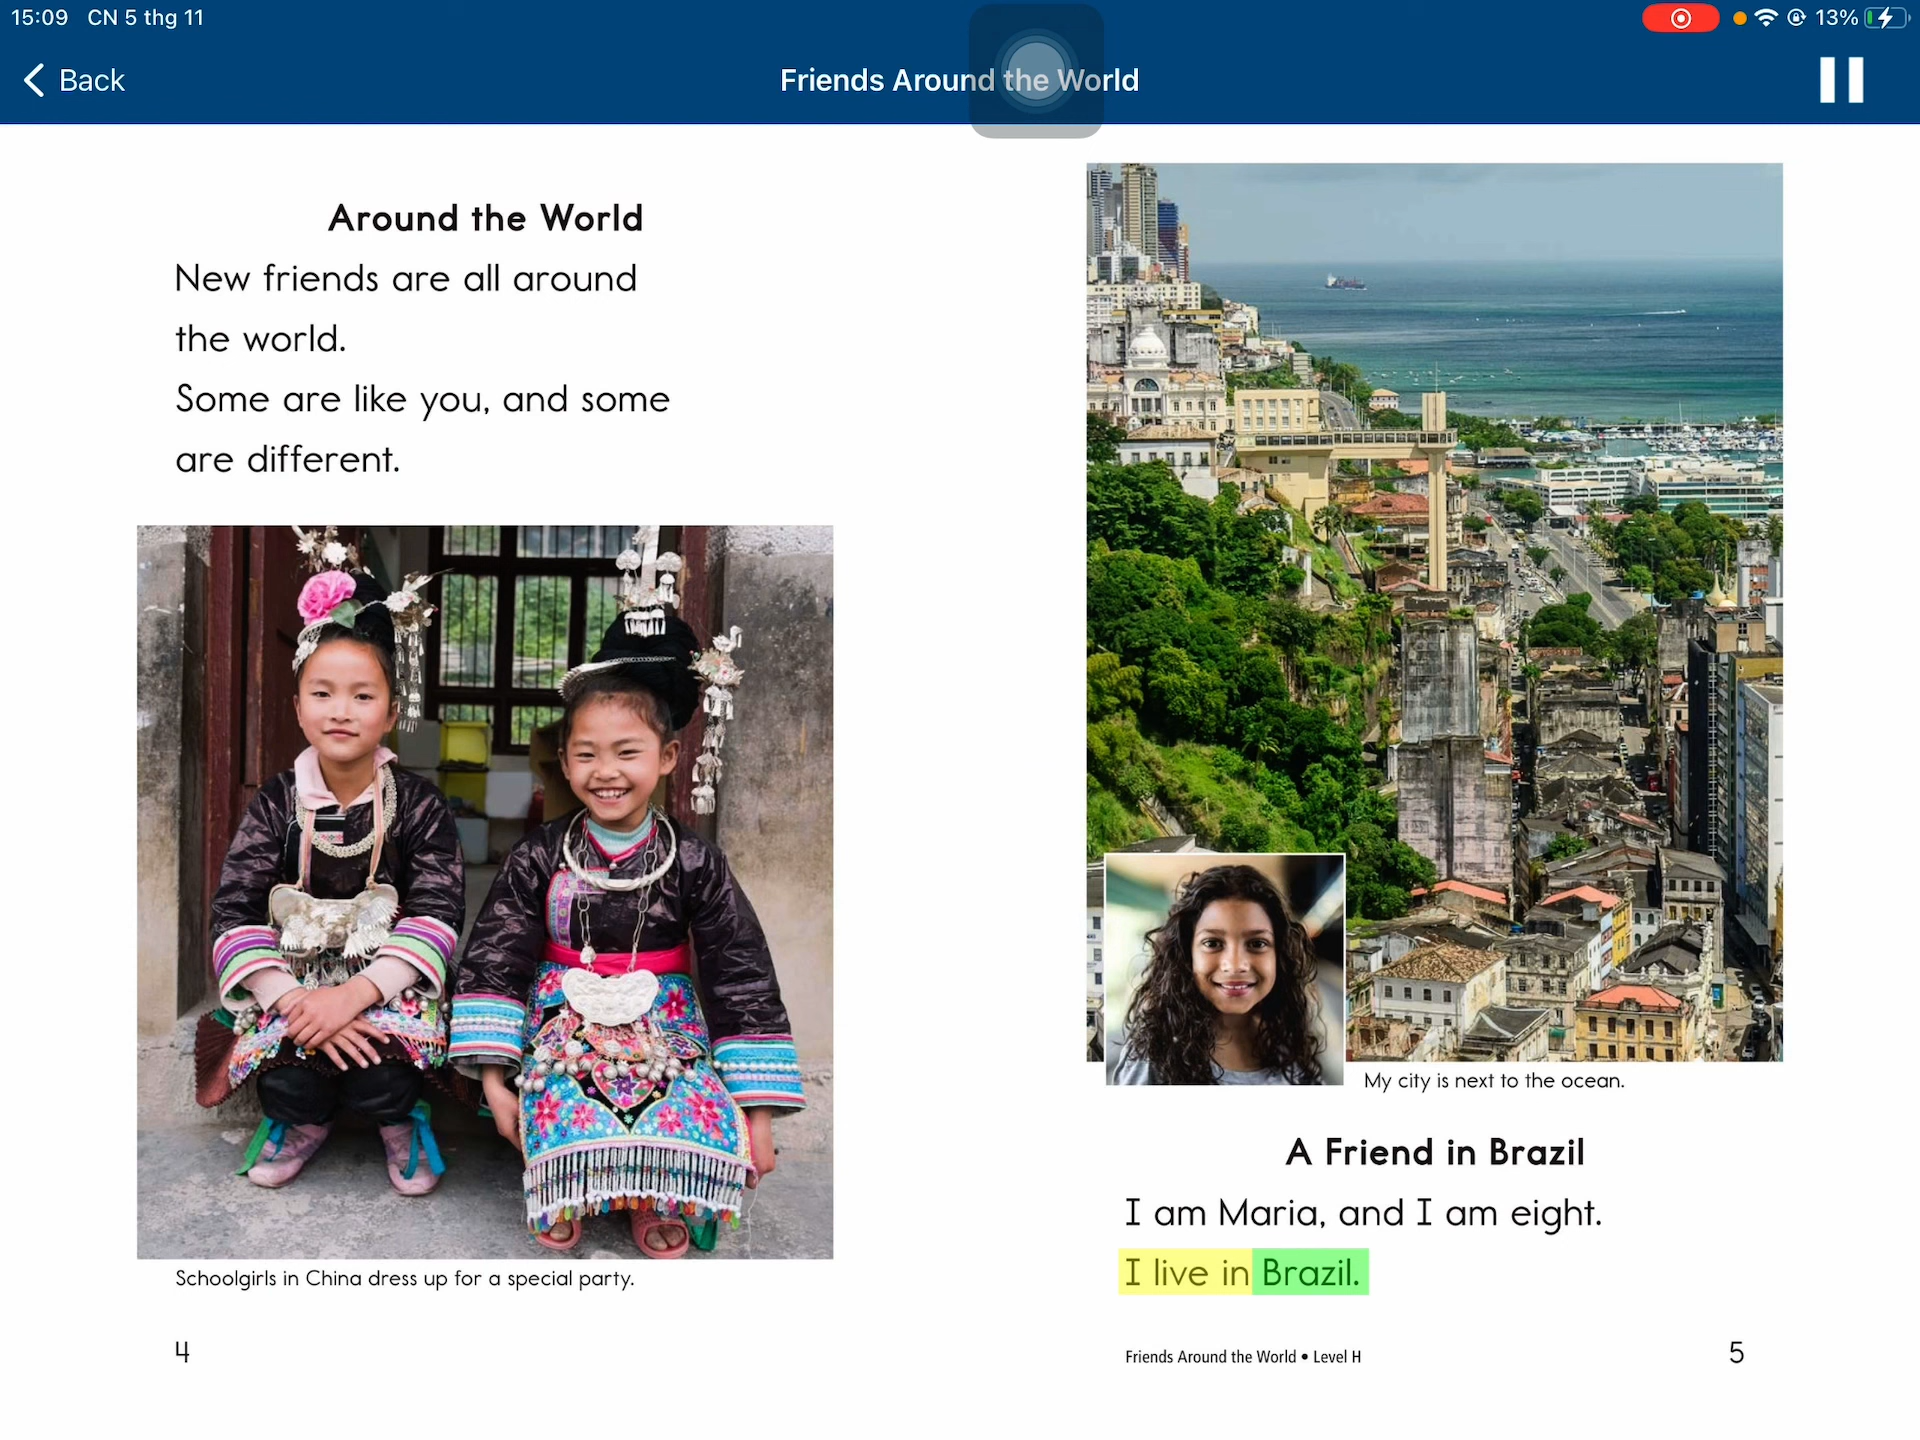 15:09 CN 5 thg 11
13%
Back
Friends Around the World
Around the World
New friends are all around
the world.
Some are like you, and some
are different.
Schoolgirls in China dress up for a special party.
4
My city is next to the ocean.
A Friend in Brazil
I am Maria, and I am eight.
I live in Brazil.
Friends Around the World • Level H
5